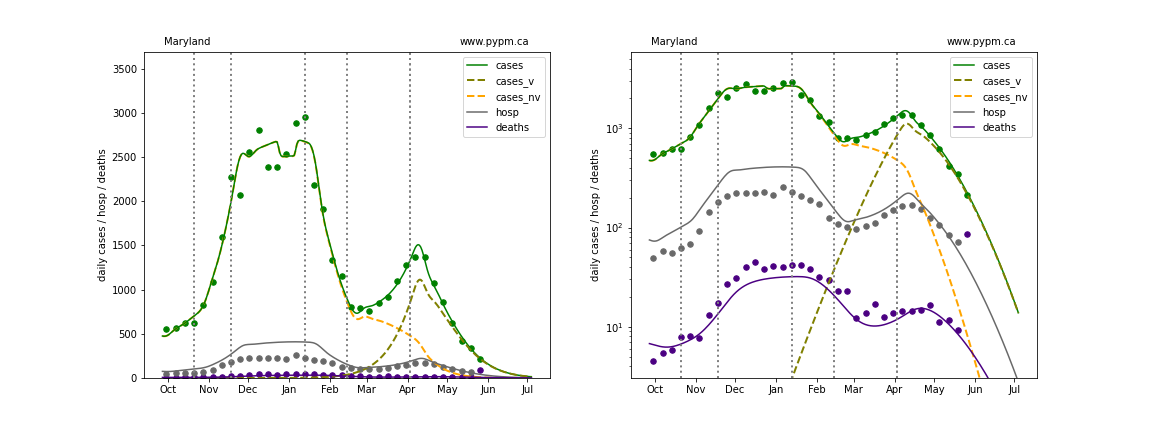 Maryland www.pypm.ca
daily cases / hosp / deaths
3500
3000
2500
2000
1500
1000
500
0
cases
cases_v
cases_nv
hosp
deaths
Oct Nov Dec Jan Feb Mar Apr May Jun Jul
Maryland www.pypm.ca
daily cases / hosp / deaths
10³
10²
10¹
cases
cases_v
cases_nv
hosp
deaths
Oct Nov Dec Jan Feb Mar Apr May Jun Jul